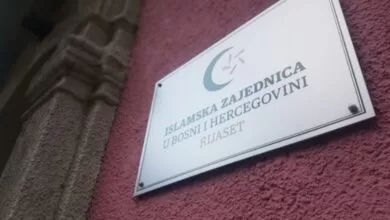 ISLAMSKA ZAJEDNICA
U BOSNI I HERCEGOVINI
RIJASET